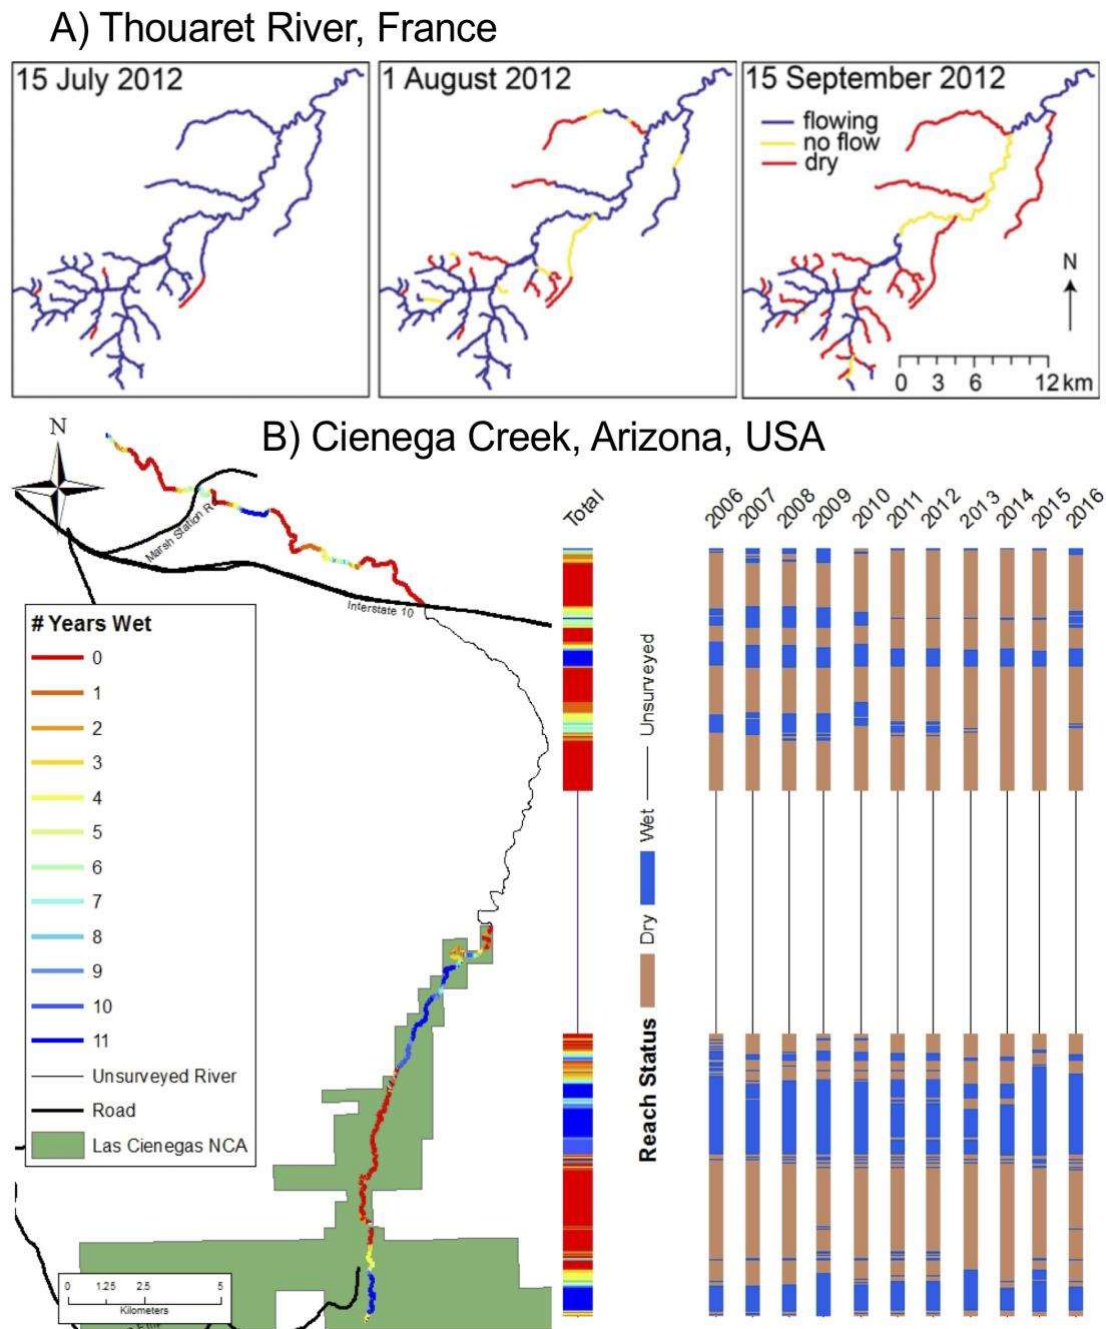 A) Thouaret River, France
15 July 2012
1 August 2012
15 September 2012
flowing
no flow
dry
N
0 3 6 12 km
B) Cienega Creek, Arizona, USA
N
Marsh Station R
Interstate 10
# Years Wet
0
1
2
3
4
5
6
7
8
9
10
11
Unsurveyed River
Road
Las Cienegas NCA
0 1.25 2.5 5
Kilometers
Total
Reach Status Dry Wet Unsurveyed
2006
2007
2008
2009
2010
2011
2012
2013
2014
2015
2016